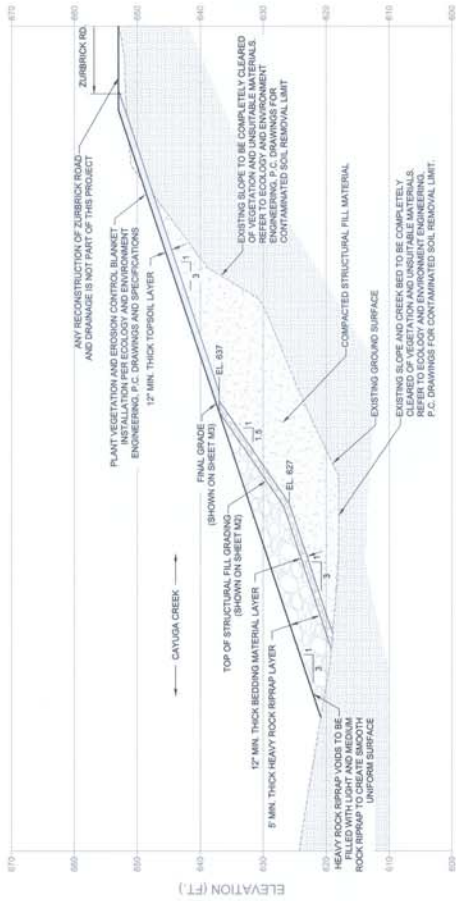 ELEVATION (FT.)
670
660
650
640
630
620
610
600
670
660
650
640
630
620
610
600
ZURBRICK RD.
ANY RECONSTRUCTION OF ZURBRICK ROAD
AND DRAINAGE IS NOT PART OF THIS PROJECT
PLANT VEGETATION AND EROSION CONTROL BLANKET
INSTALLATION PER ECOLOGY AND ENVIRONMENT
ENGINEERING, P.C. DRAWINGS AND SPECIFICATIONS
12" MIN. THICK TOPSOIL LAYER
1
3
FINAL GRADE
(SHOWN ON SHEET M3)
EL. 637
CAYUGA CREEK
1
1.5
TOP OF STRUCTURAL FILL GRADING
(SHOWN ON SHEET M2)
EL. 627
12" MIN. THICK BEDDING MATERIAL LAYER
5' MIN. THICK HEAVY ROCK RIPRAP LAYER
1
3
1
3
HEAVY ROCK RIPRAP VOIDS TO BE
FILLED WITH LIGHT AND MEDIUM
ROCK RIPRAP TO CREATE SMOOTH
UNIFORM SURFACE
EXISTING SLOPE TO BE COMPLETELY CLEARED
OF VEGETATION AND UNSUITABLE MATERIALS.
REFER TO ECOLOGY AND ENVIRONMENT
ENGINEERING, P.C. DRAWINGS FOR
CONTAMINATED SOIL REMOVAL LIMIT
COMPACTED STRUCTURAL FILL MATERIAL
EXISTING GROUND SURFACE
EXISTING SLOPE AND CREEK BED TO BE COMPLETELY
CLEARED OF VEGETATION AND UNSUITABLE MATERIALS.
REFER TO ECOLOGY AND ENVIRONMENT ENGINEERING,
P.C. DRAWINGS FOR CONTAMINATED SOIL REMOVAL LIMIT.